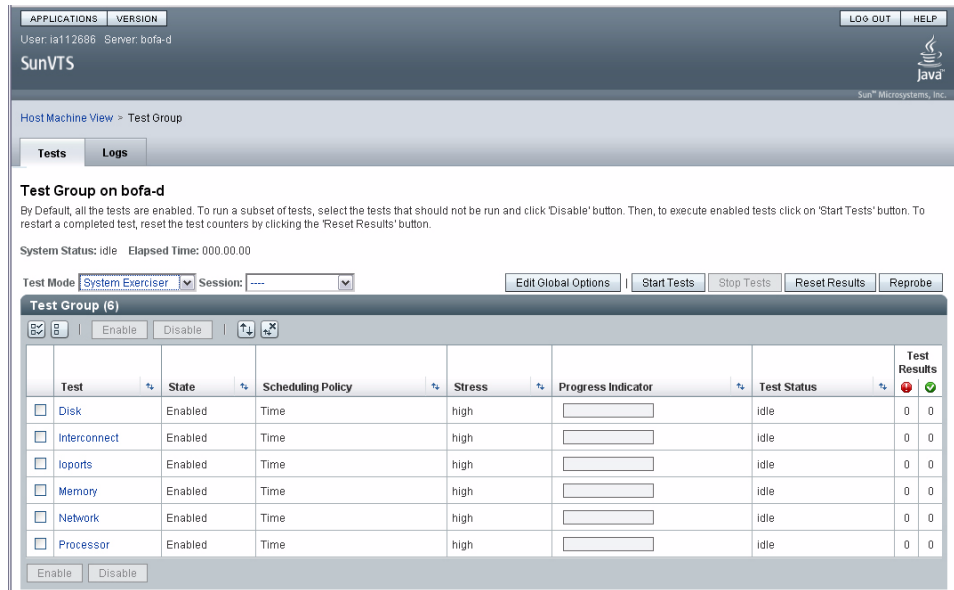 APPLICATIONS VERSION LOG OUT HELP
User: ia112686 Server: bofa-d
SunVTS
Java™
Sun™ Microsystems, Inc.
Host Machine View > Test Group
Tests Logs
Test Group on bofa-d
By Default, all the tests are enabled. To run a subset of tests, select the tests that should not be run and click 'Disable' button. Then, to execute enabled tests click on 'Start Tests' button. To
restart a completed test, reset the test counters by clicking the 'Reset Results' button.
System Status: idle Elapsed Time: 000.00.00
Test Mode System Exerciser Session: ----
Edit Global Options | Start Tests Stop Tests Reset Results Reprobe
Test Group (6)
| Enable Disable |
Test
Results
Test State Scheduling Policy Stress Progress Indicator Test Status
Disk Enabled Time high idle 0 0
Interconnect Enabled Time high idle 0 0
Ioports Enabled Time high idle 0 0
Memory Enabled Time high idle 0 0
Network Enabled Time high idle 0 0
Processor Enabled Time high idle 0 0
Enable Disable